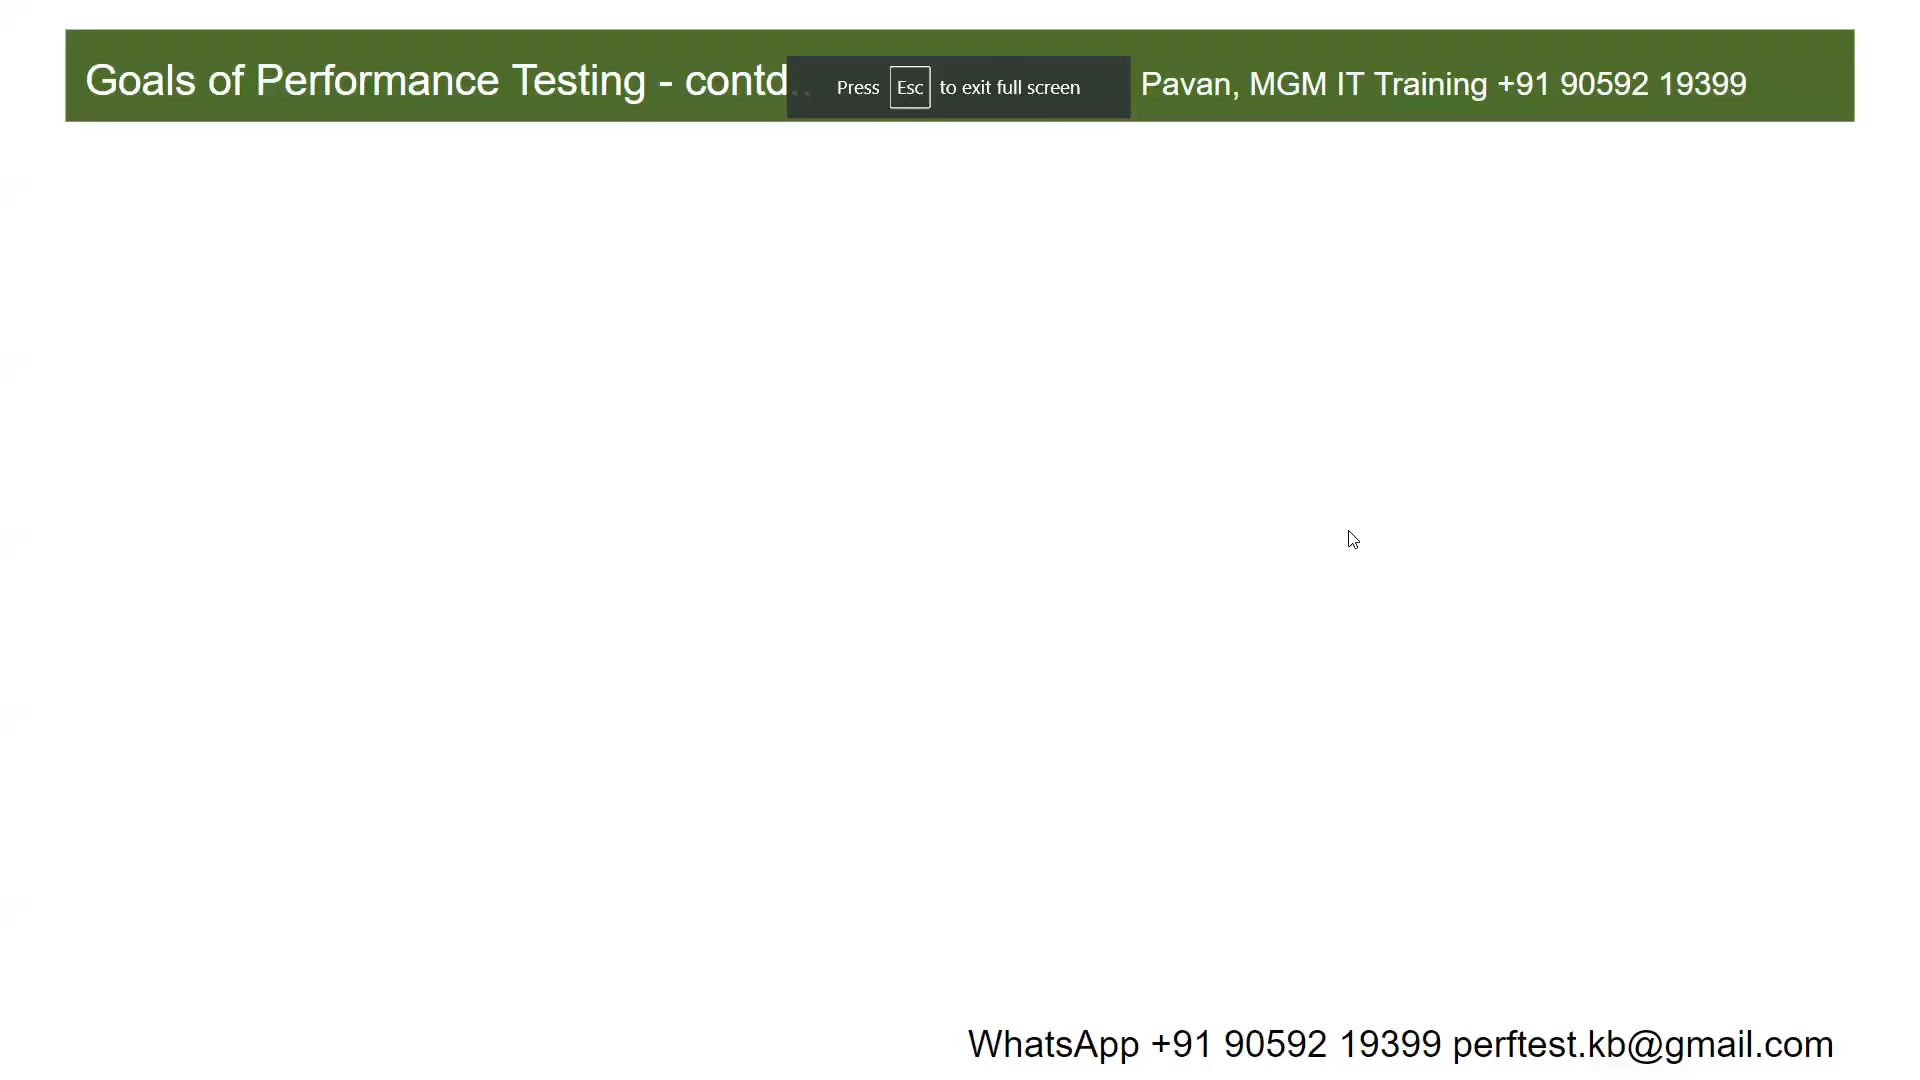 Goals of Performance Testing - contd..
Press Esc to exit full screen
Pavan, MGM IT Training +91 90592 19399
WhatsApp +91 90592 19399 perftest.kb@gmail.com